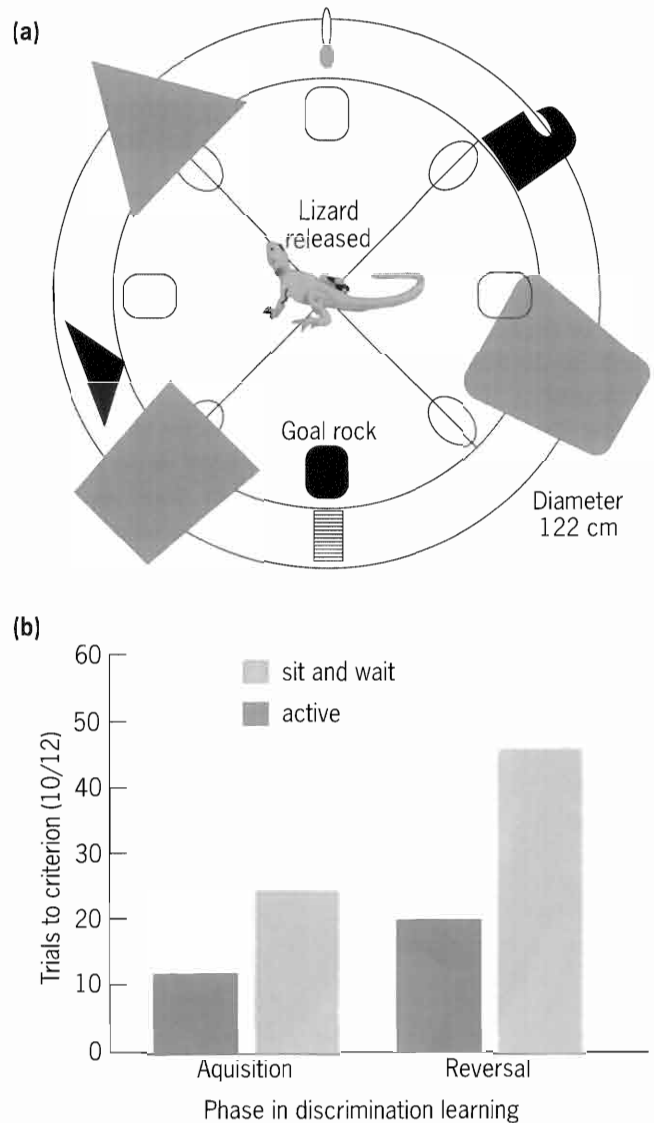 (a)
Lizard
released
Goal rock
Diameter
122 cm
(b)
Trials to criterion (10/12)
60
50
40
30
20
10
0
sit and wait
active
Aquisition
Reversal
Phase in discrimination learning